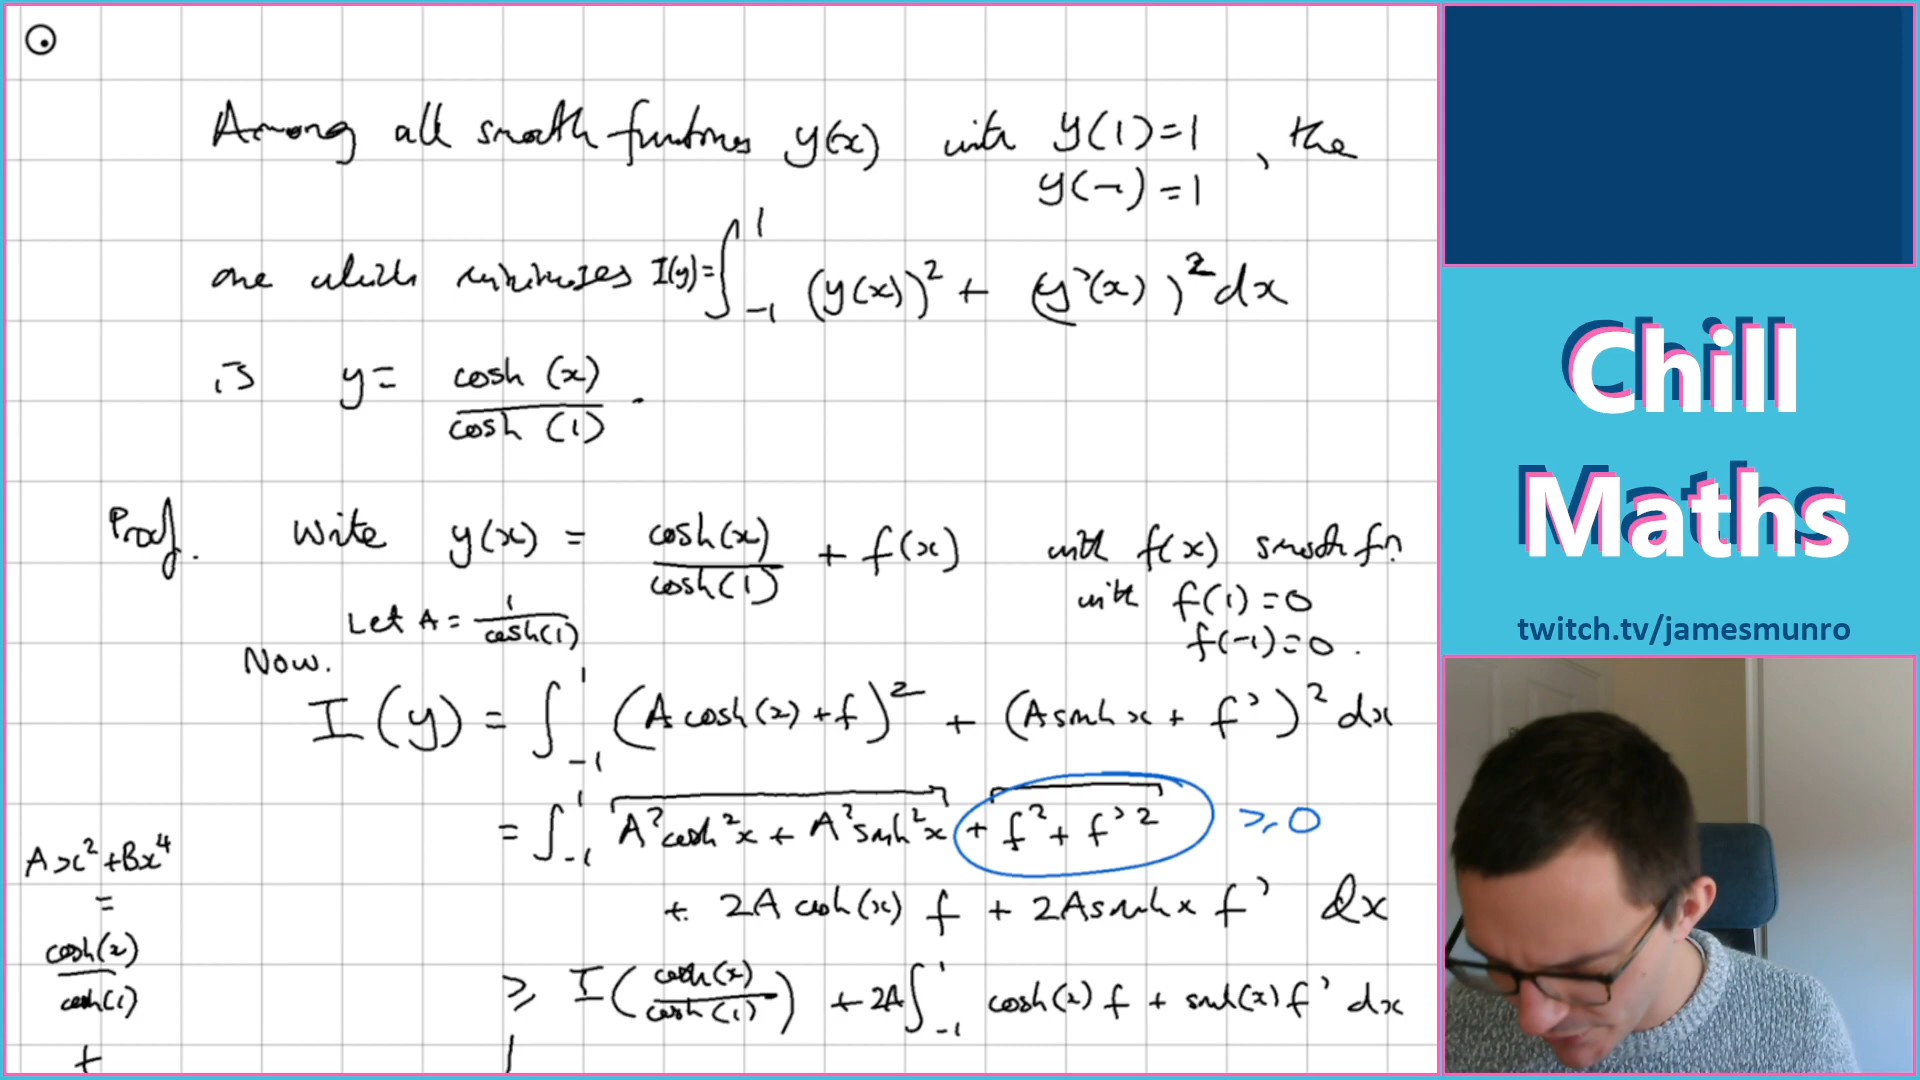 Among all smooth functions y(x) with y(1)=1 , the
y(-1)=1
one which minimizes I(y)=∫_{-1}^{1} (y(x))² + (y'(x))² dx
is y= cosh(x)/cosh(1) .
Proof. Write y(x) = cosh(x)/cosh(1) + f(x) with f(x) smooth fn
with f(1)=0
f(-1)=0.
Let A = 1/cosh(1)
Now.
I(y) = ∫_{-1}^{1} (A cosh(x) + f)² + (A sinh x + f')² dx
= ∫_{-1}^{1} A²cosh²x + A²sinh²x + f² + f'² ≥ 0
+ 2A cosh(x) f + 2A sinh x f' dx
≥ I(cosh(x)/cosh(1)) + 2A ∫_{-1}^{1} cosh(x) f + sinh(x) f' dx
Ax² + Bx⁴
=
cosh(x)/cosh(1)
+
Chill
Maths
twitch.tv/jamesmunro